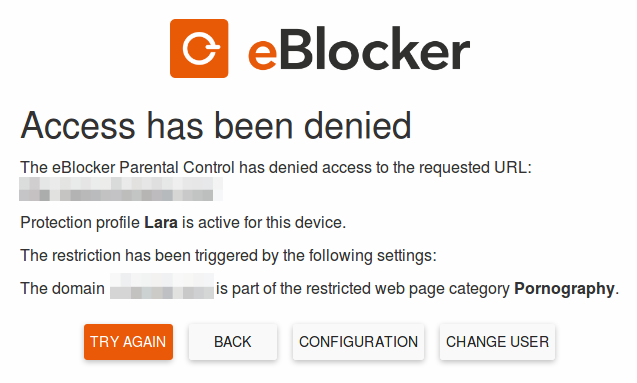 eBlocker
Access has been denied
The eBlocker Parental Control has denied access to the requested URL:
Protection profile Lara is active for this device.
The restriction has been triggered by the following settings:
The domain is part of the restricted web page category Pornography.
TRY AGAIN BACK CONFIGURATION CHANGE USER